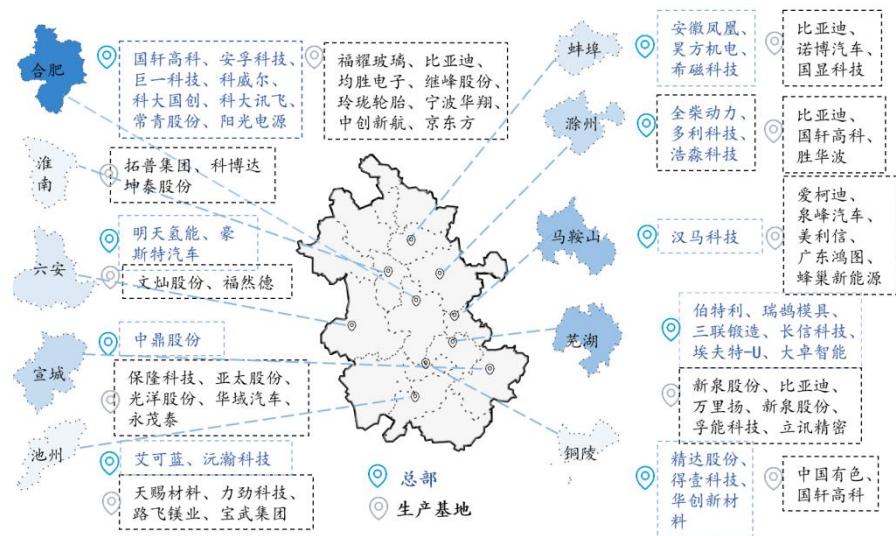 合肥
国轩高科、安孚科技、
巨一科技、科威尔、
科大国创、科大讯飞、
常青股份、阳光电源
福耀玻璃、比亚迪、
均胜电子、继峰股份、
玲珑轮胎、宁波华翔、
中创新航、京东方
淮
南
拓普集团、科博达
坤泰股份
六安
明天氢能、豪
斯特汽车
文灿股份、福然德
宣城
中鼎股份
保隆科技、亚太股份、
光洋股份、华域汽车、
永茂泰
池州
艾可蓝、沅瀚科技
天赐材料、力劲科技、
路飞镁业、宝武集团
总部
生产基地
蚌埠
安徽凤凰、
昊方机电、
希磁科技
比亚迪、
诺博汽车、
国显科技
滁州
全柴动力、
多利科技、
浩淼科技
比亚迪、
国轩高科、
胜华波
马鞍山
汉马科技
爱柯迪、
泉峰汽车、
美利信、
广东鸿图、
蜂巢新能源
芜湖
伯特利、瑞鹄模具、
三联锻造、长信科技、
埃夫特-U、大卓智能
新泉股份、比亚迪、
万里扬、新泉股份、
孚能科技、立讯精密
铜陵
精达股份、
得壹科技、
华创新材
料
中国有色、
国轩高科